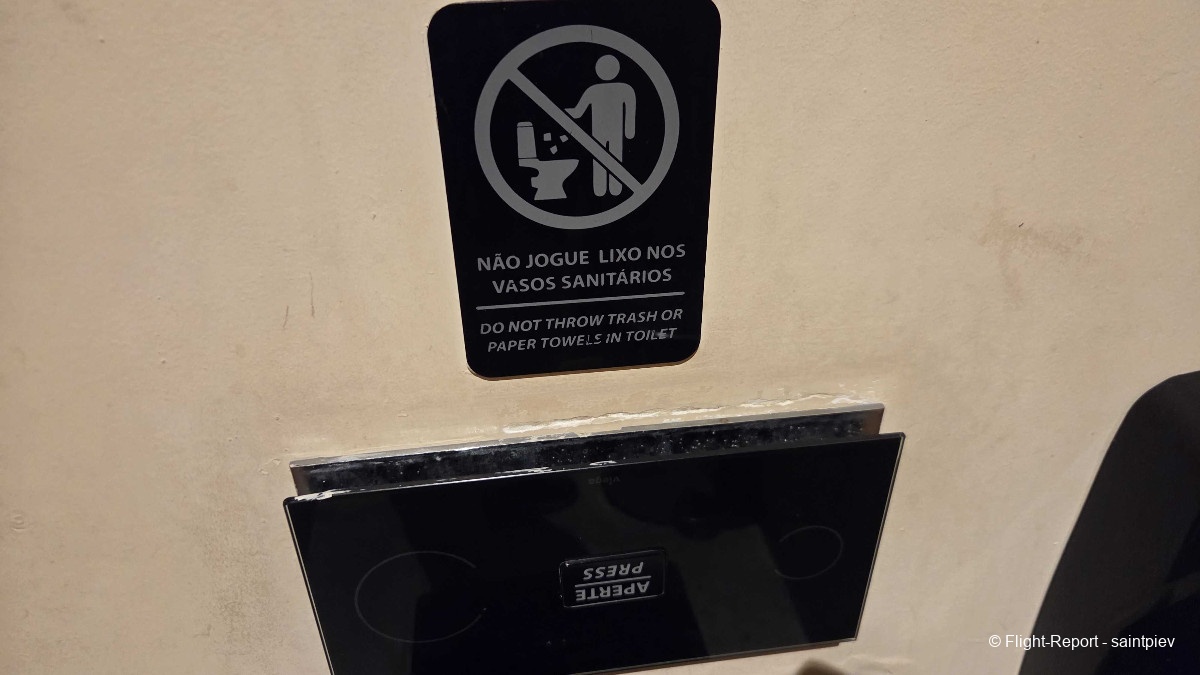 NÃO JOGUE LIXO NOS
VASOS SANITÁRIOS
DO NOT THROW TRASH OR
PAPER TOWELS IN TOILET
APERTE
PRESS
© Flight-Report - saintpiev